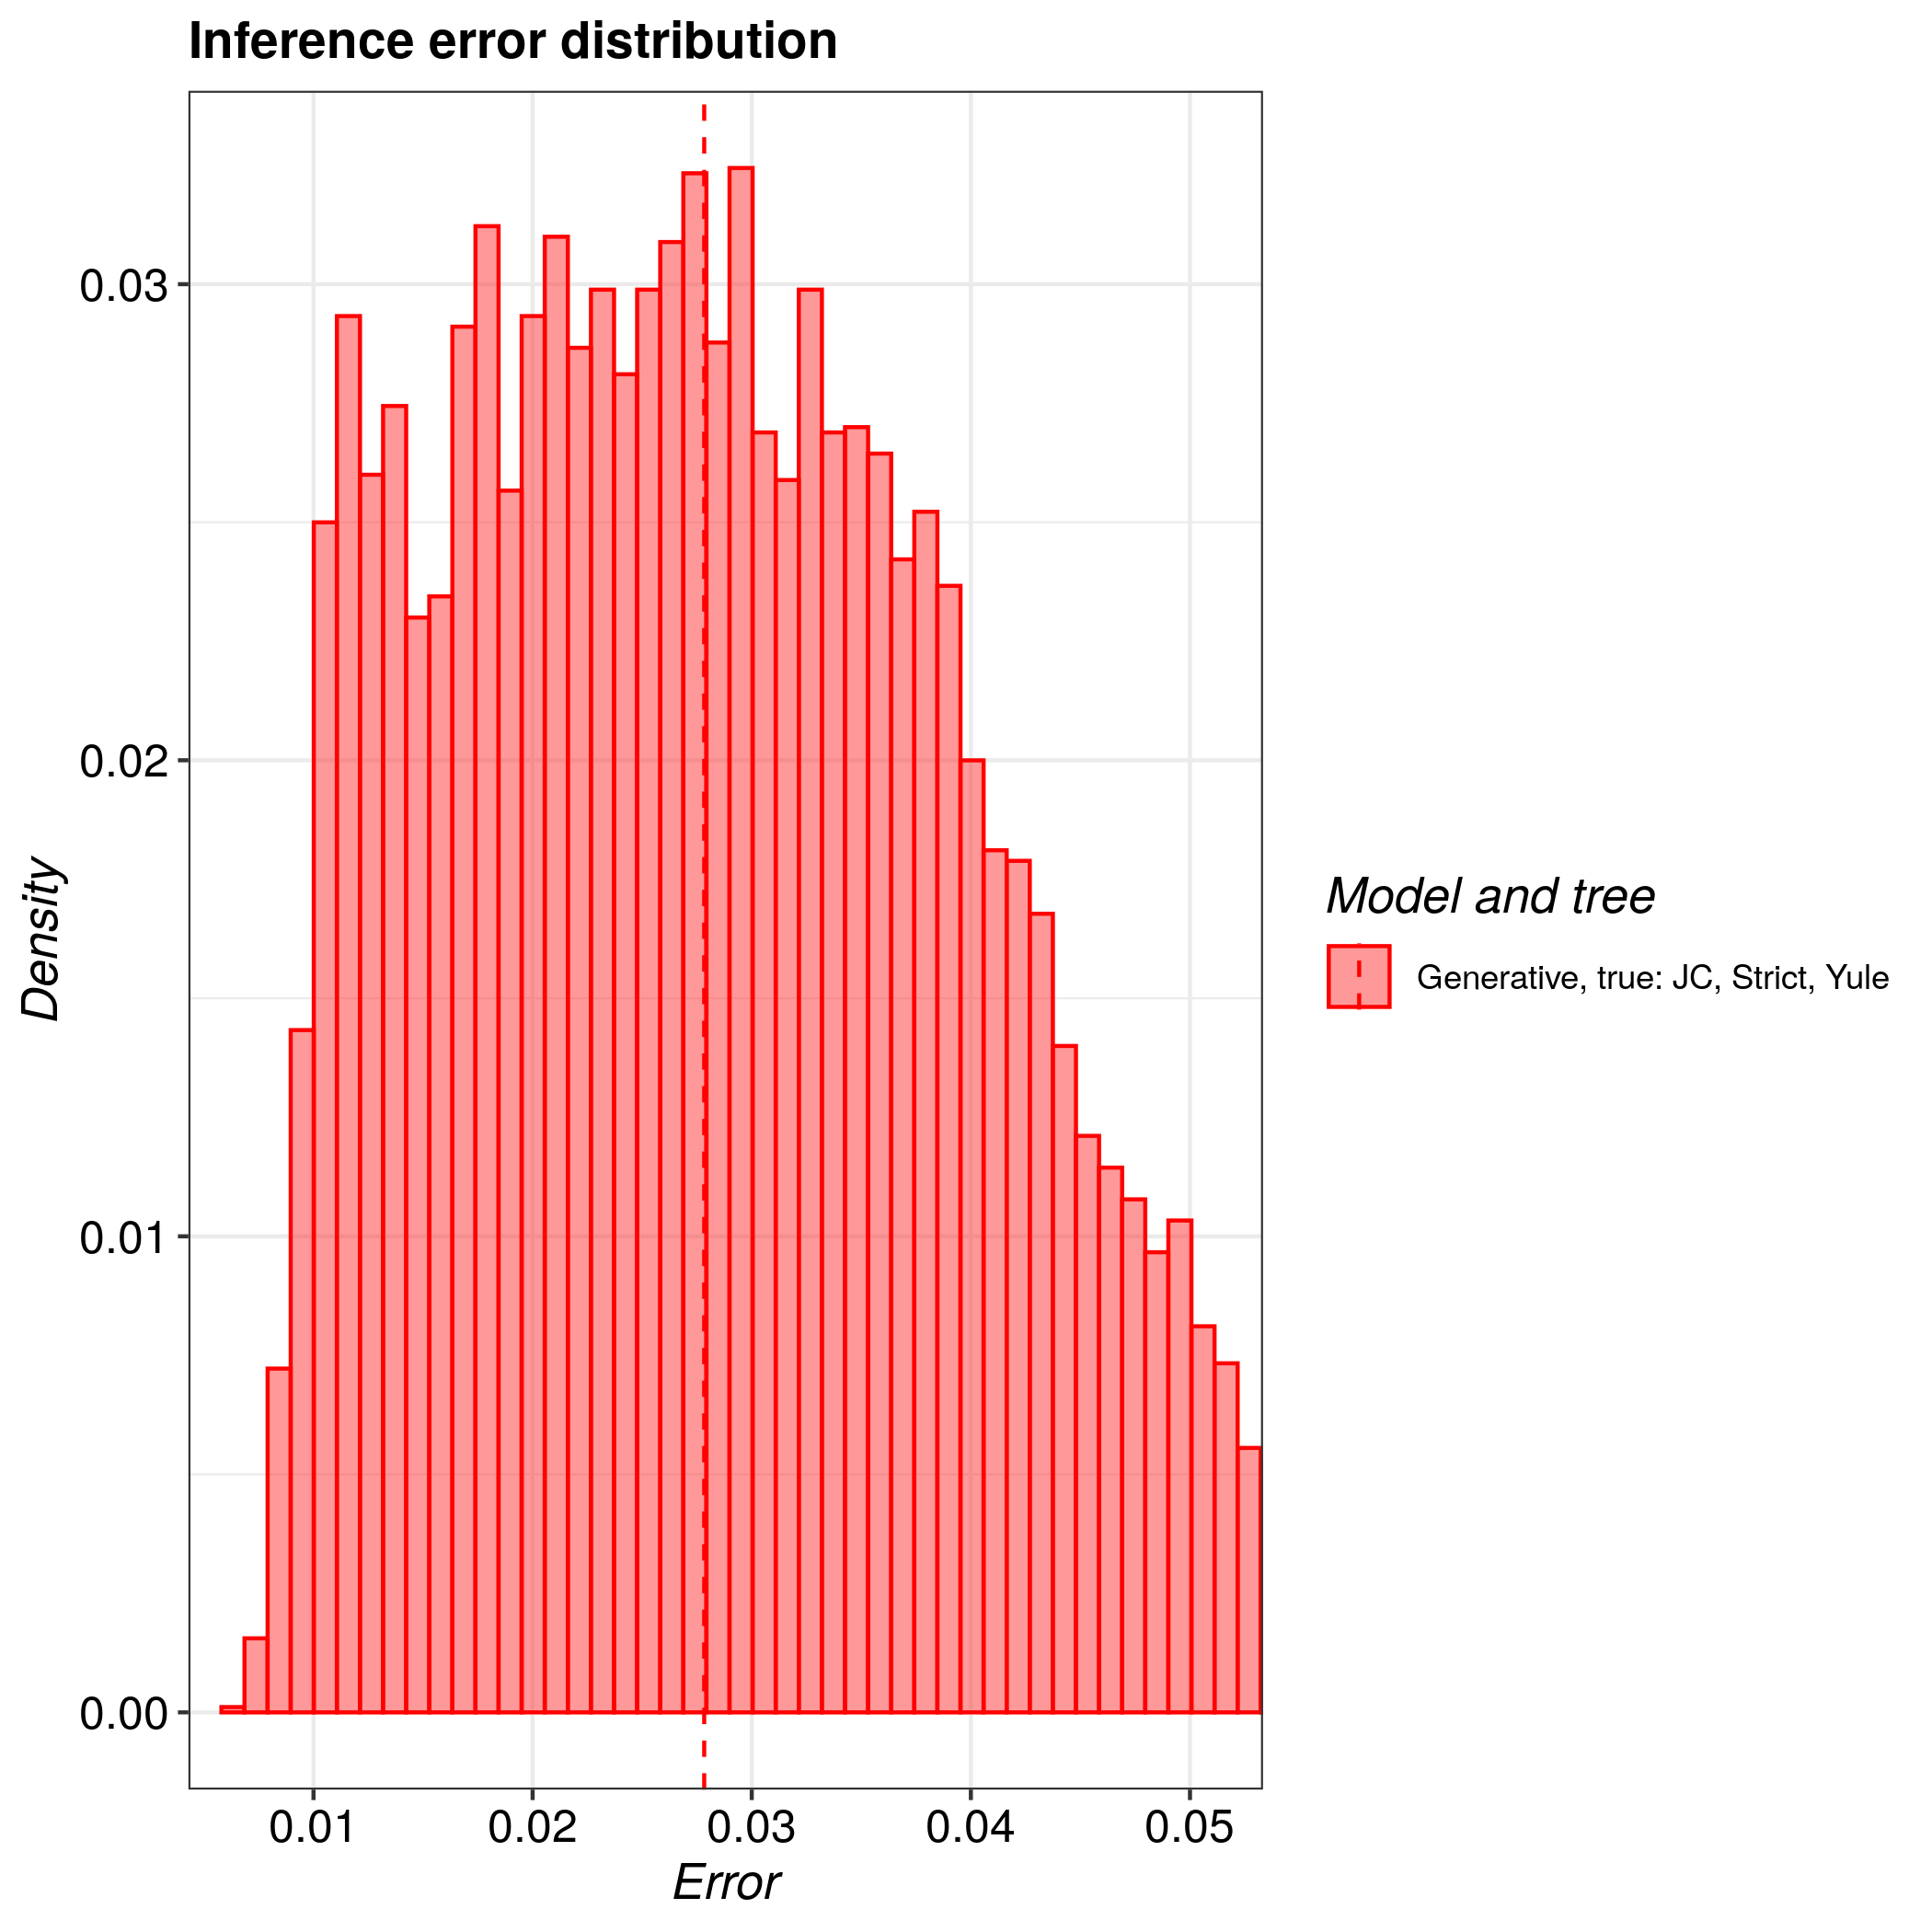 Inference error distribution
0.03
0.02
0.01
0.00
Density
0.01
0.02
0.03
0.04
0.05
Error
Model and tree
Generative, true: JC, Strict, Yule